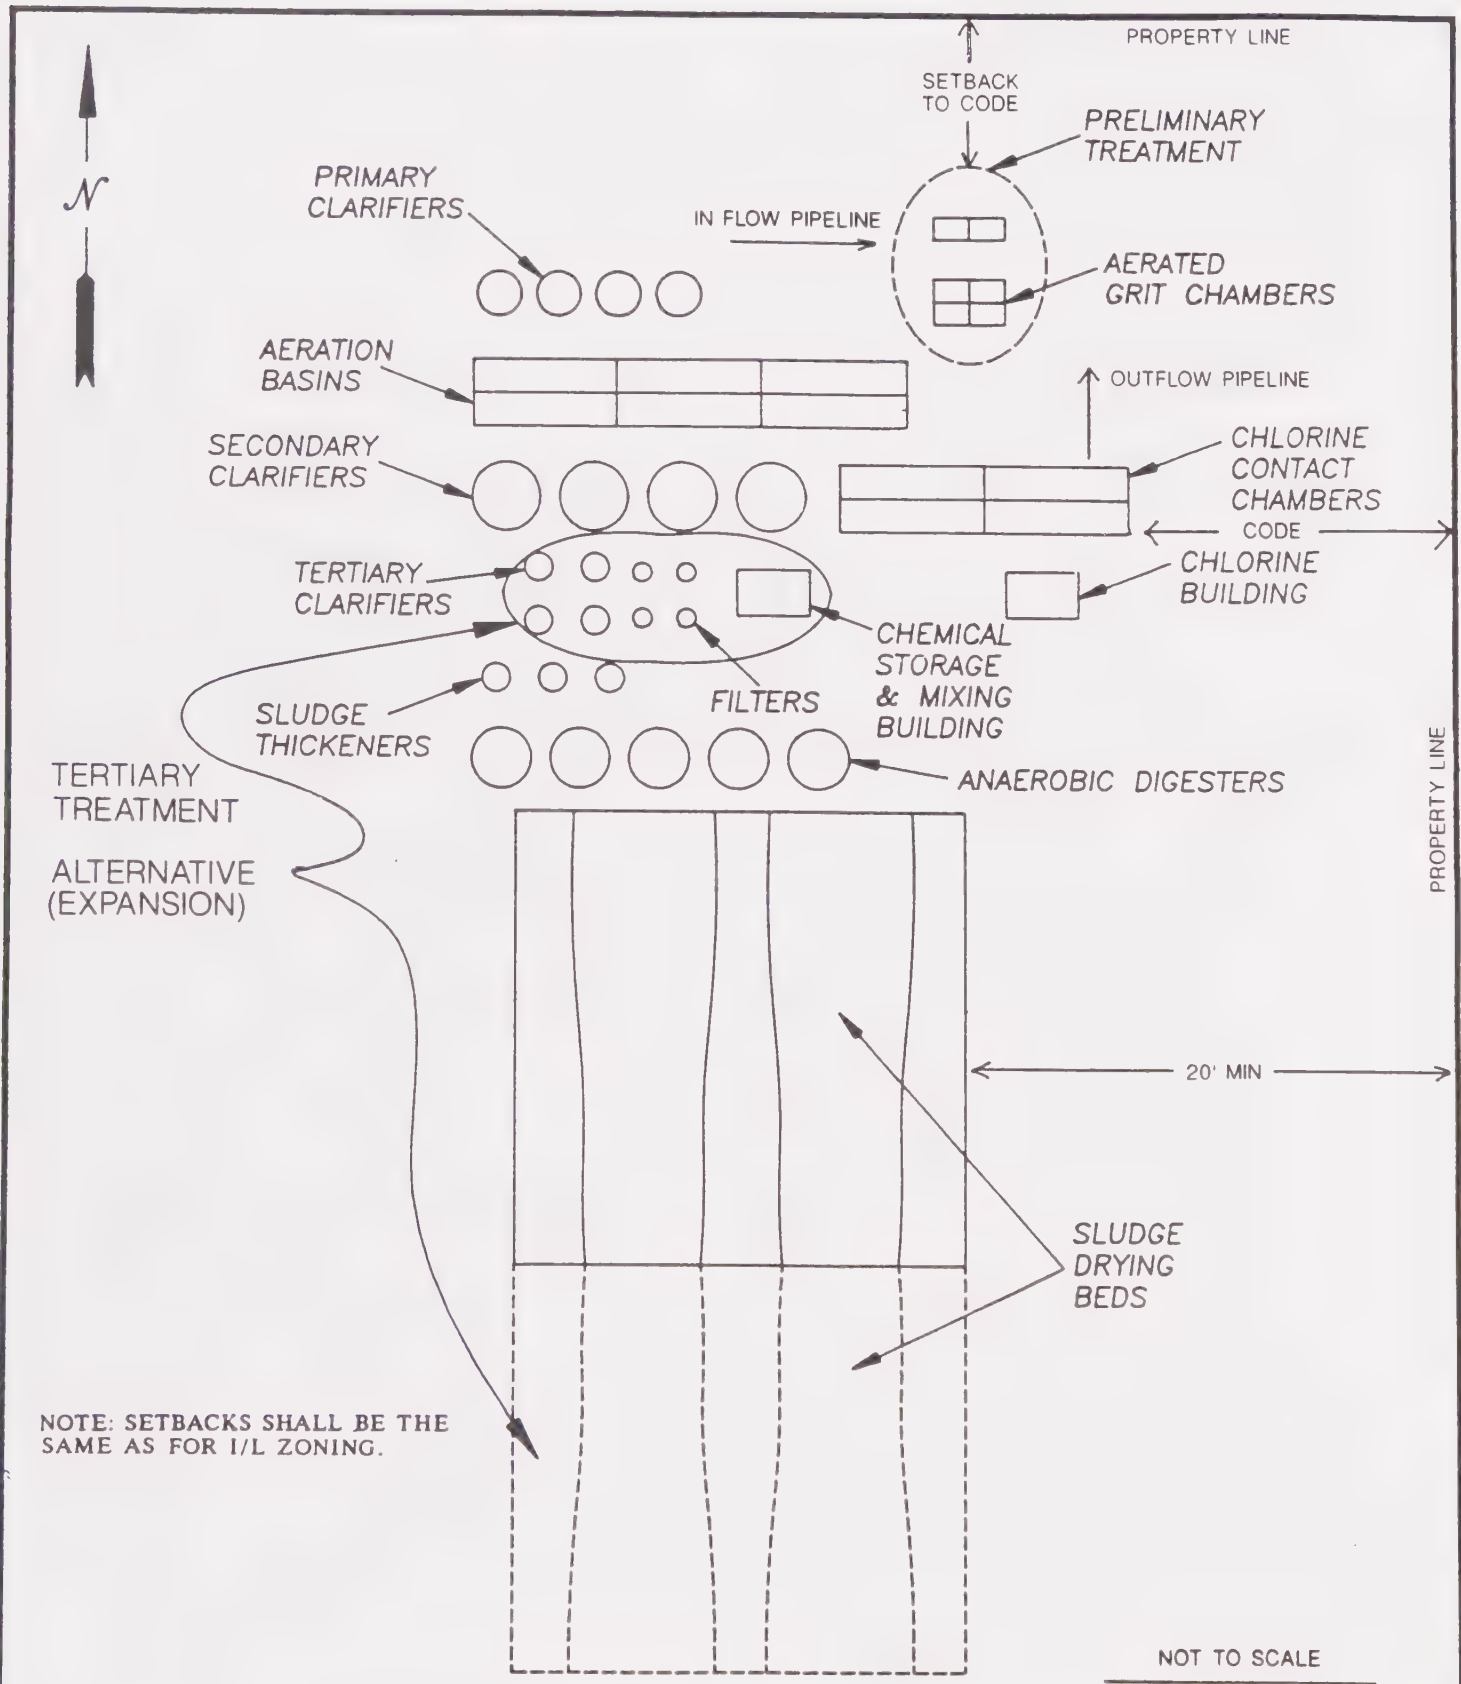 PROPERTY LINE
SETBACK
TO CODE
PRELIMINARY
TREATMENT
N
PRIMARY
CLARIFIERS
IN FLOW PIPELINE
AERATED
GRIT CHAMBERS
AERATION
BASINS
OUTFLOW PIPELINE
SECONDARY
CLARIFIERS
CHLORINE
CONTACT
CHAMBERS
CODE
TERTIARY
CLARIFIERS
CHLORINE
BUILDING
CHEMICAL
STORAGE
& MIXING
BUILDING
FILTERS
SLUDGE
THICKENERS
PROPERTY LINE
TERTIARY
TREATMENT
ALTERNATIVE
(EXPANSION)
ANAEROBIC DIGESTERS
20' MIN
SLUDGE
DRYING
BEDS
NOTE: SETBACKS SHALL BE THE
SAME AS FOR I/L ZONING.
NOT TO SCALE